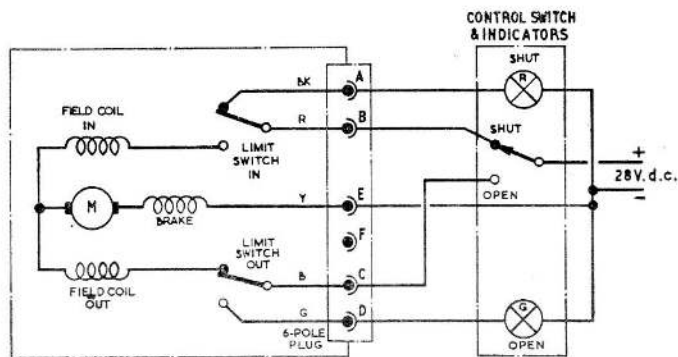 CONTROL SWITCH
& INDICATORS
SHUT
R
BK
A
FIELD COIL
IN
R
B
LIMIT
SWITCH
IN
SHUT
+
28V. d.c.
-
OPEN
M
BRAKE
Y
E
F
LIMIT
SWITCH
OUT
B
C
FIELD COIL
OUT
G
D
6-POLE
PLUG
G
OPEN